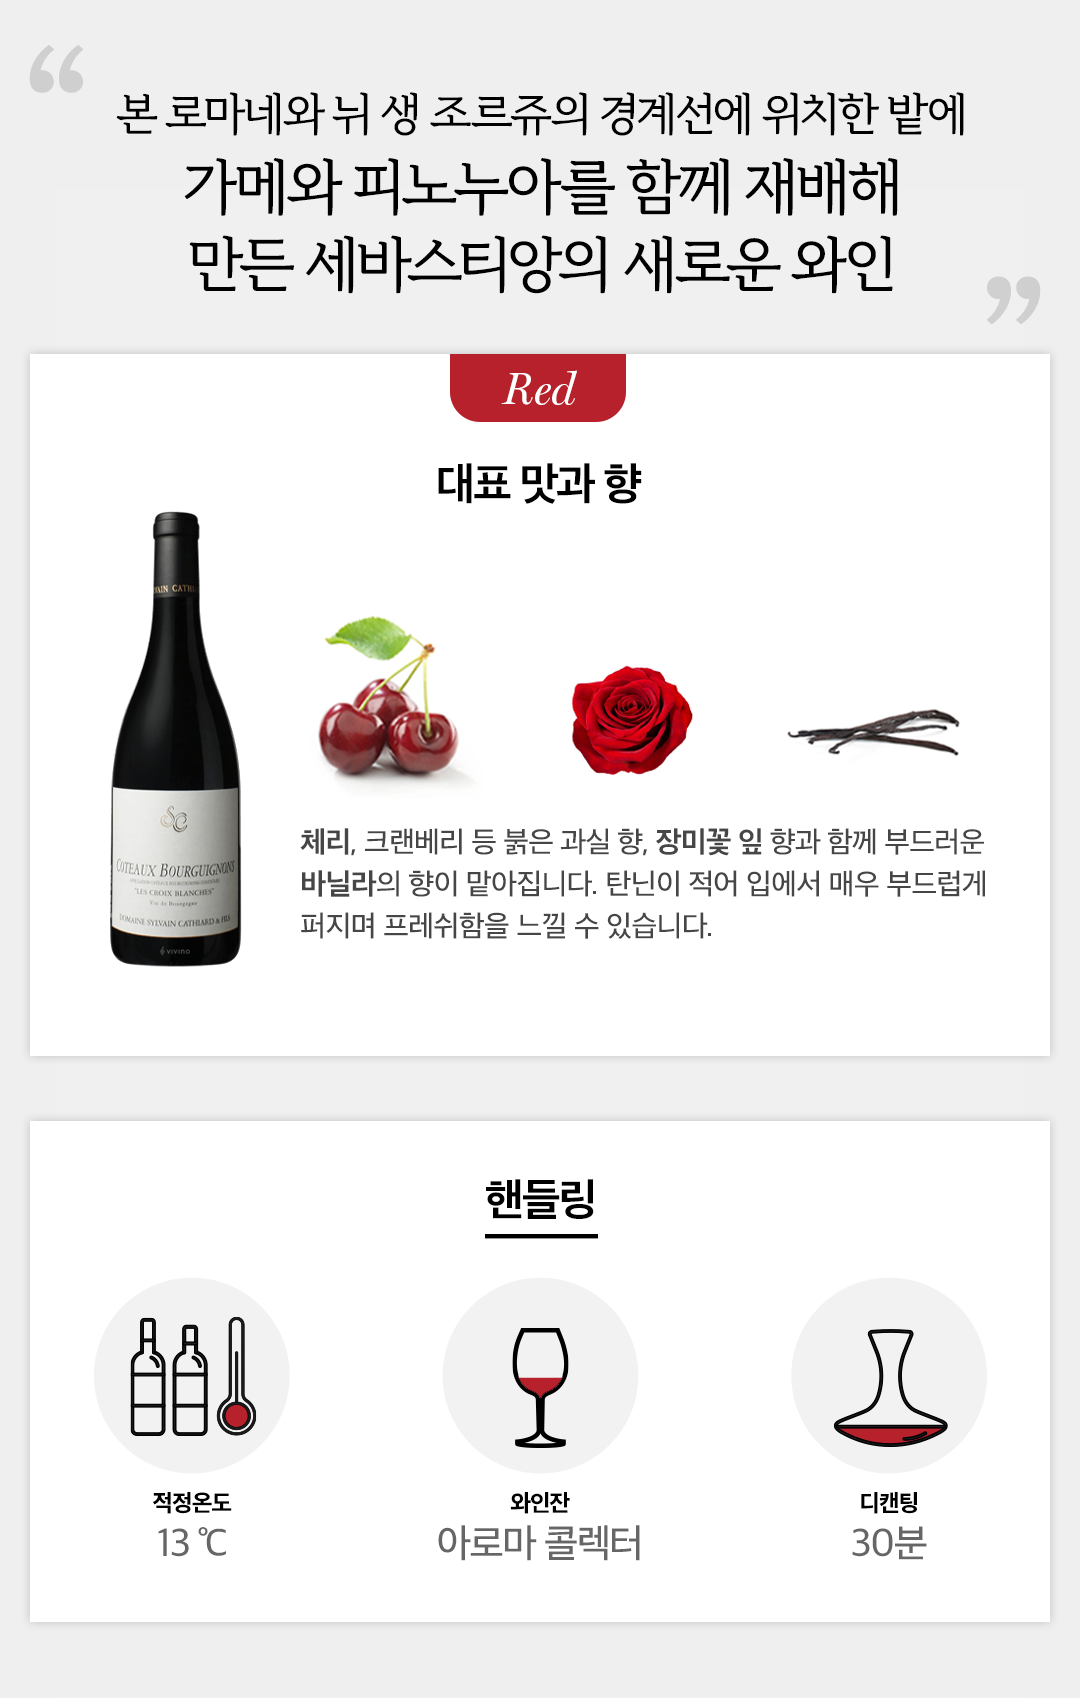 “
본 로마네와 뉘 생 조르쥬의 경계선에 위치한 밭에
가메와 피노누아를 함께 재배해
만든 세바스티앙의 새로운 와인
”
Red
대표 맛과 향
VAIN CATHI
SC
COTEAUX BOURGUIGNONS
"LES CROIX BLANCHES"
Vin de Bourgogne
DOMAINE SYLVAIN CATHIARD & FILS
vivino
체리, 크랜베리 등 붉은 과실 향, 장미꽃 잎 향과 함께 부드러운
바닐라의 향이 맡아집니다. 탄닌이 적어 입에서 매우 부드럽게
퍼지며 프레쉬함을 느낄 수 있습니다.
핸들링
적정온도
13 ℃
와인잔
아로마 콜렉터
디캔팅
30분